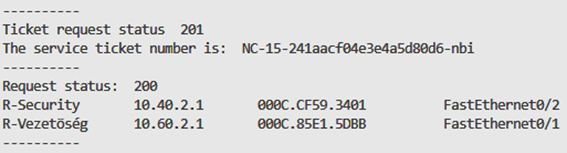 ----------
Ticket request status  201
The service ticket number is:  NC-15-241aacf04e3e4a5d80d6-nbi
----------
Request status:  200
R-Security       10.40.2.1       000C.CF59.3401          FastEthernet0/2
R-Vezetöség      10.60.2.1       000C.85E1.5DBB          FastEthernet0/1
----------